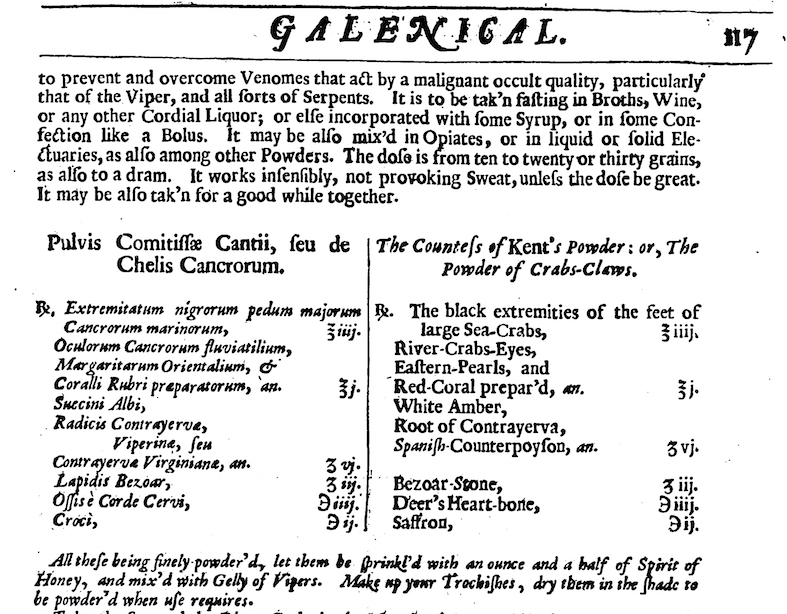 GALENICAL. 117
to prevent and overcome Venomes that act by a malignant occult quality, particularly
that of the Viper, and all ſorts of Serpents. It is to be tak'n faſting in Broths, Wine,
or any other Cordial Liquor; or elſe incorporated with ſome Syrup, or in ſome Con-
fection like a Bolus. It may be alſo mix'd in Opiates, or in liquid or ſolid Ele-
ctuaries, as alſo among other Powders. The doſe is from ten to twenty or thirty grains,
as alſo to a dram. It works inſenſibly, not provoking Sweat, unleſs the doſe be great.
It may be alſo tak'n for a good while together.
Pulvis Comitiſſæ Cantii, ſeu de
Chelis Cancrorum.
℞. Extremitatum nigrorum pedum majorum
Cancrorum marinorum, ℥iiij.
Oculorum Cancrorum fluviatilium,
Margaritarum Orientalium, &
Coralli Rubri præparatorum, an. ℥j.
Succini Albi,
Radicis Contrayervæ,
Viperinæ, ſeu
Contrayervæ Virginianæ, an. ʒvj.
Lapidis Bezoar, ʒiij.
Oſſis è Corde Cervi, ℈iiij.
Croci, ℈ij.
The Counteſs of Kent's Powder: or, The
Powder of Crabs-Claws.
℞. The black extremities of the feet of
large Sea-Crabs, ℥iiij.
River-Crabs-Eyes,
Eaſtern-Pearls, and
Red-Coral prepar'd, an. ℥j.
White Amber,
Root of Contrayerva,
Spaniſh-Counterpoyſon, an. ʒvj.
Bezoar-Stone, ʒiij.
Deer's Heart-bone, ℈iiij.
Saffron, ℈ij.
All theſe being finely powder'd, let them be ſprinkl'd with an ounce and a half of Spirit of
Honey, and mix'd with Gelly of Vipers. Make up your Trochiſhes, dry them in the ſhade to
be powder'd when uſe requires.